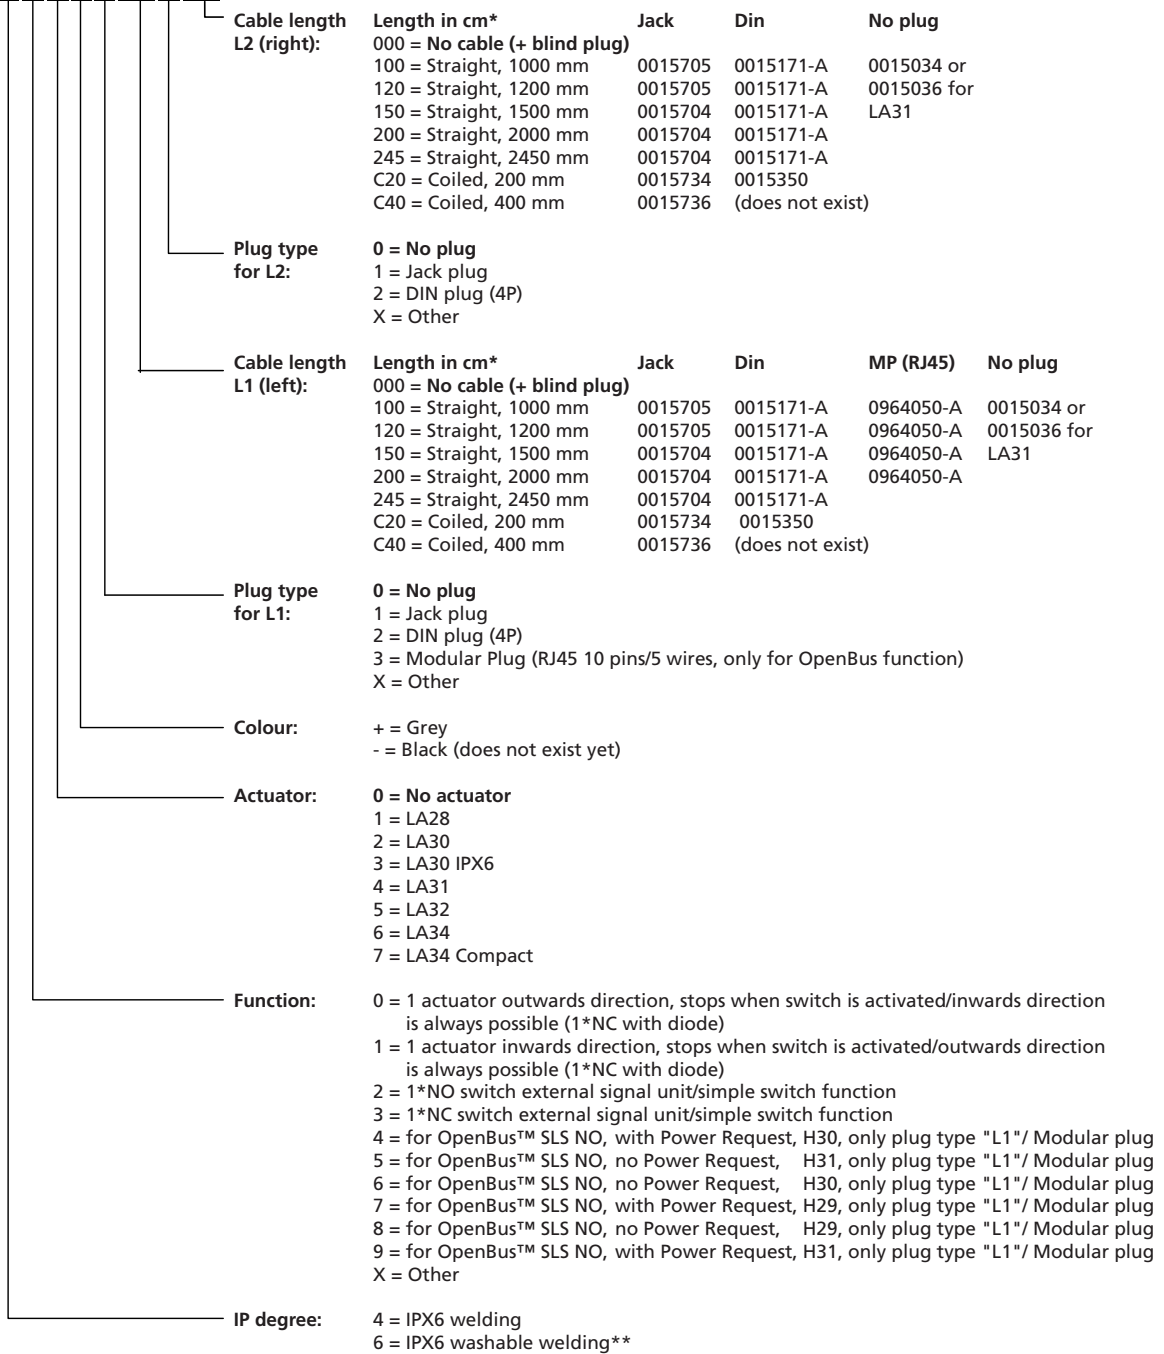 Cable length Length in cm* Jack Din No plug
L2 (right): 000 = No cable (+ blind plug)
100 = Straight, 1000 mm 0015705 0015171-A 0015034 or
120 = Straight, 1200 mm 0015705 0015171-A 0015036 for
150 = Straight, 1500 mm 0015704 0015171-A LA31
200 = Straight, 2000 mm 0015704 0015171-A
245 = Straight, 2450 mm 0015704 0015171-A
C20 = Coiled, 200 mm 0015734 0015350
C40 = Coiled, 400 mm 0015736 (does not exist)
Plug type 0 = No plug
for L2: 1 = Jack plug
2 = DIN plug (4P)
X = Other
Cable length Length in cm* Jack Din MP (RJ45) No plug
L1 (left): 000 = No cable (+ blind plug)
100 = Straight, 1000 mm 0015705 0015171-A 0964050-A 0015034 or
120 = Straight, 1200 mm 0015705 0015171-A 0964050-A 0015036 for
150 = Straight, 1500 mm 0015704 0015171-A 0964050-A LA31
200 = Straight, 2000 mm 0015704 0015171-A 0964050-A
245 = Straight, 2450 mm 0015704 0015171-A
C20 = Coiled, 200 mm 0015734 0015350
C40 = Coiled, 400 mm 0015736 (does not exist)
Plug type 0 = No plug
for L1: 1 = Jack plug
2 = DIN plug (4P)
3 = Modular Plug (RJ45 10 pins/5 wires, only for OpenBus function)
X = Other
Colour: + = Grey
- = Black (does not exist yet)
Actuator: 0 = No actuator
1 = LA28
2 = LA30
3 = LA30 IPX6
4 = LA31
5 = LA32
6 = LA34
7 = LA34 Compact
Function: 0 = 1 actuator outwards direction, stops when switch is activated/inwards direction
is always possible (1*NC with diode)
1 = 1 actuator inwards direction, stops when switch is activated/outwards direction
is always possible (1*NC with diode)
2 = 1*NO switch external signal unit/simple switch function
3 = 1*NC switch external signal unit/simple switch function
4 = for OpenBus™ SLS NO, with Power Request, H30, only plug type "L1"/ Modular plug
5 = for OpenBus™ SLS NO, no Power Request, H31, only plug type "L1"/ Modular plug
6 = for OpenBus™ SLS NO, no Power Request, H30, only plug type "L1"/ Modular plug
7 = for OpenBus™ SLS NO, with Power Request, H29, only plug type "L1"/ Modular plug
8 = for OpenBus™ SLS NO, no Power Request, H29, only plug type "L1"/ Modular plug
9 = for OpenBus™ SLS NO, with Power Request, H31, only plug type "L1"/ Modular plug
X = Other
IP degree: 4 = IPX6 welding
6 = IPX6 washable welding**